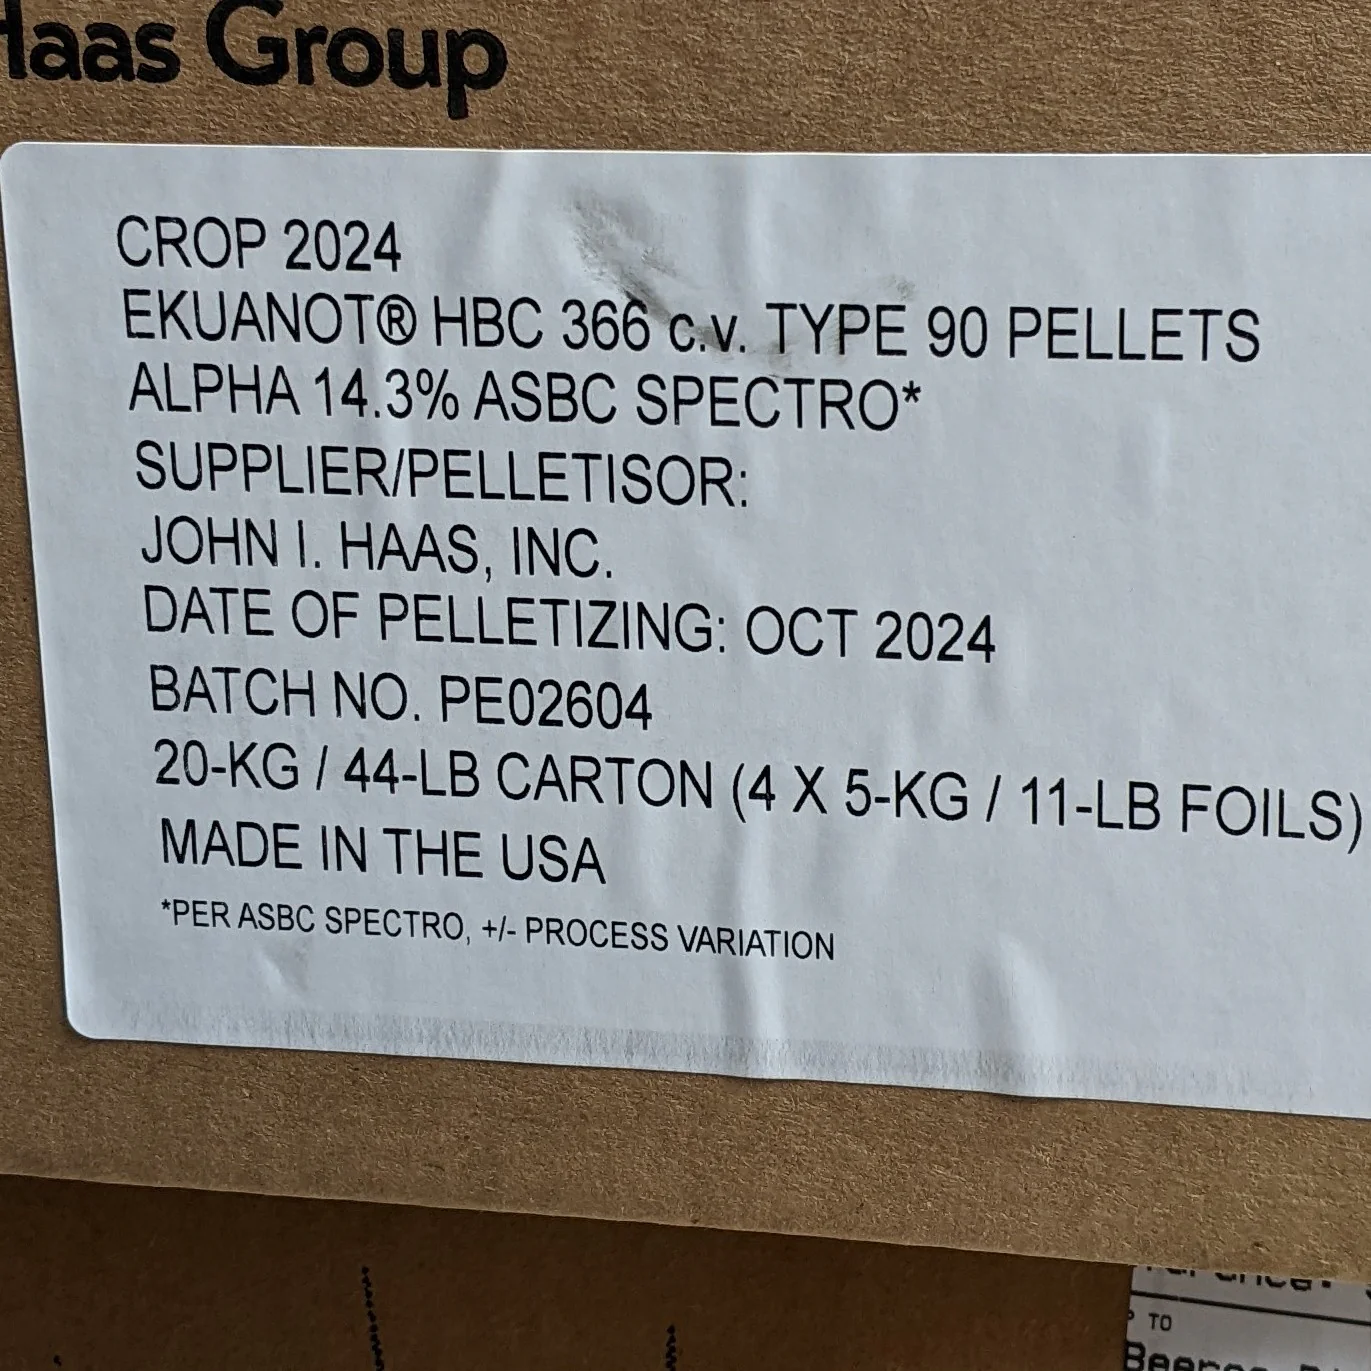 Haas Group
CROP 2024
EKUANOT® HBC 366 c.v. TYPE 90 PELLETS
ALPHA 14.3% ASBC SPECTRO*
SUPPLIER/PELLETISOR:
JOHN I. HAAS, INC.
DATE OF PELLETIZING: OCT 2024
BATCH NO. PE02604
20-KG / 44-LB CARTON (4 X 5-KG / 11-LB FOILS)
MADE IN THE USA
*PER ASBC SPECTRO, +/- PROCESS VARIATION
TO